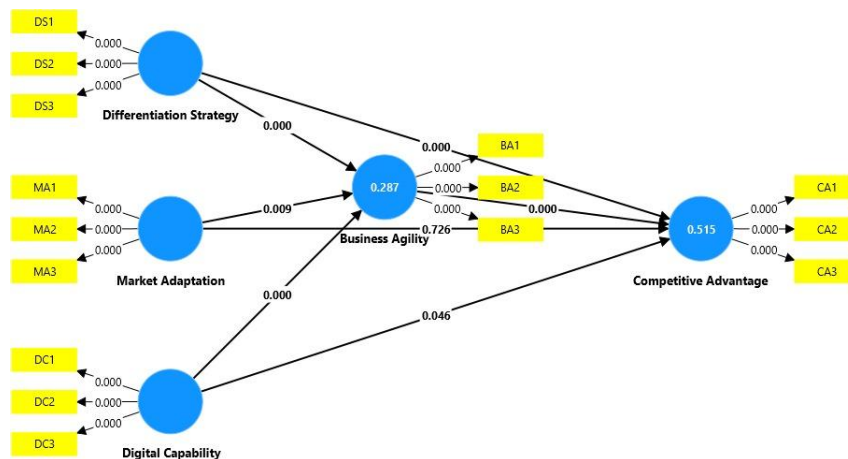 DS1
0.000
DS2
0.000
DS3
0.000
Differentiation Strategy
0.000
0.000
BA1
0.000
BA2
0.000
BA3
0.000
0.287
Business Agility
0.000
MA1
0.000
MA2
0.000
MA3
0.000
Market Adaptation
0.009
0.726
CA1
0.000
CA2
0.000
CA3
0.000
0.515
Competitive Advantage
0.000
0.046
DC1
0.000
DC2
0.000
DC3
0.000
Digital Capability